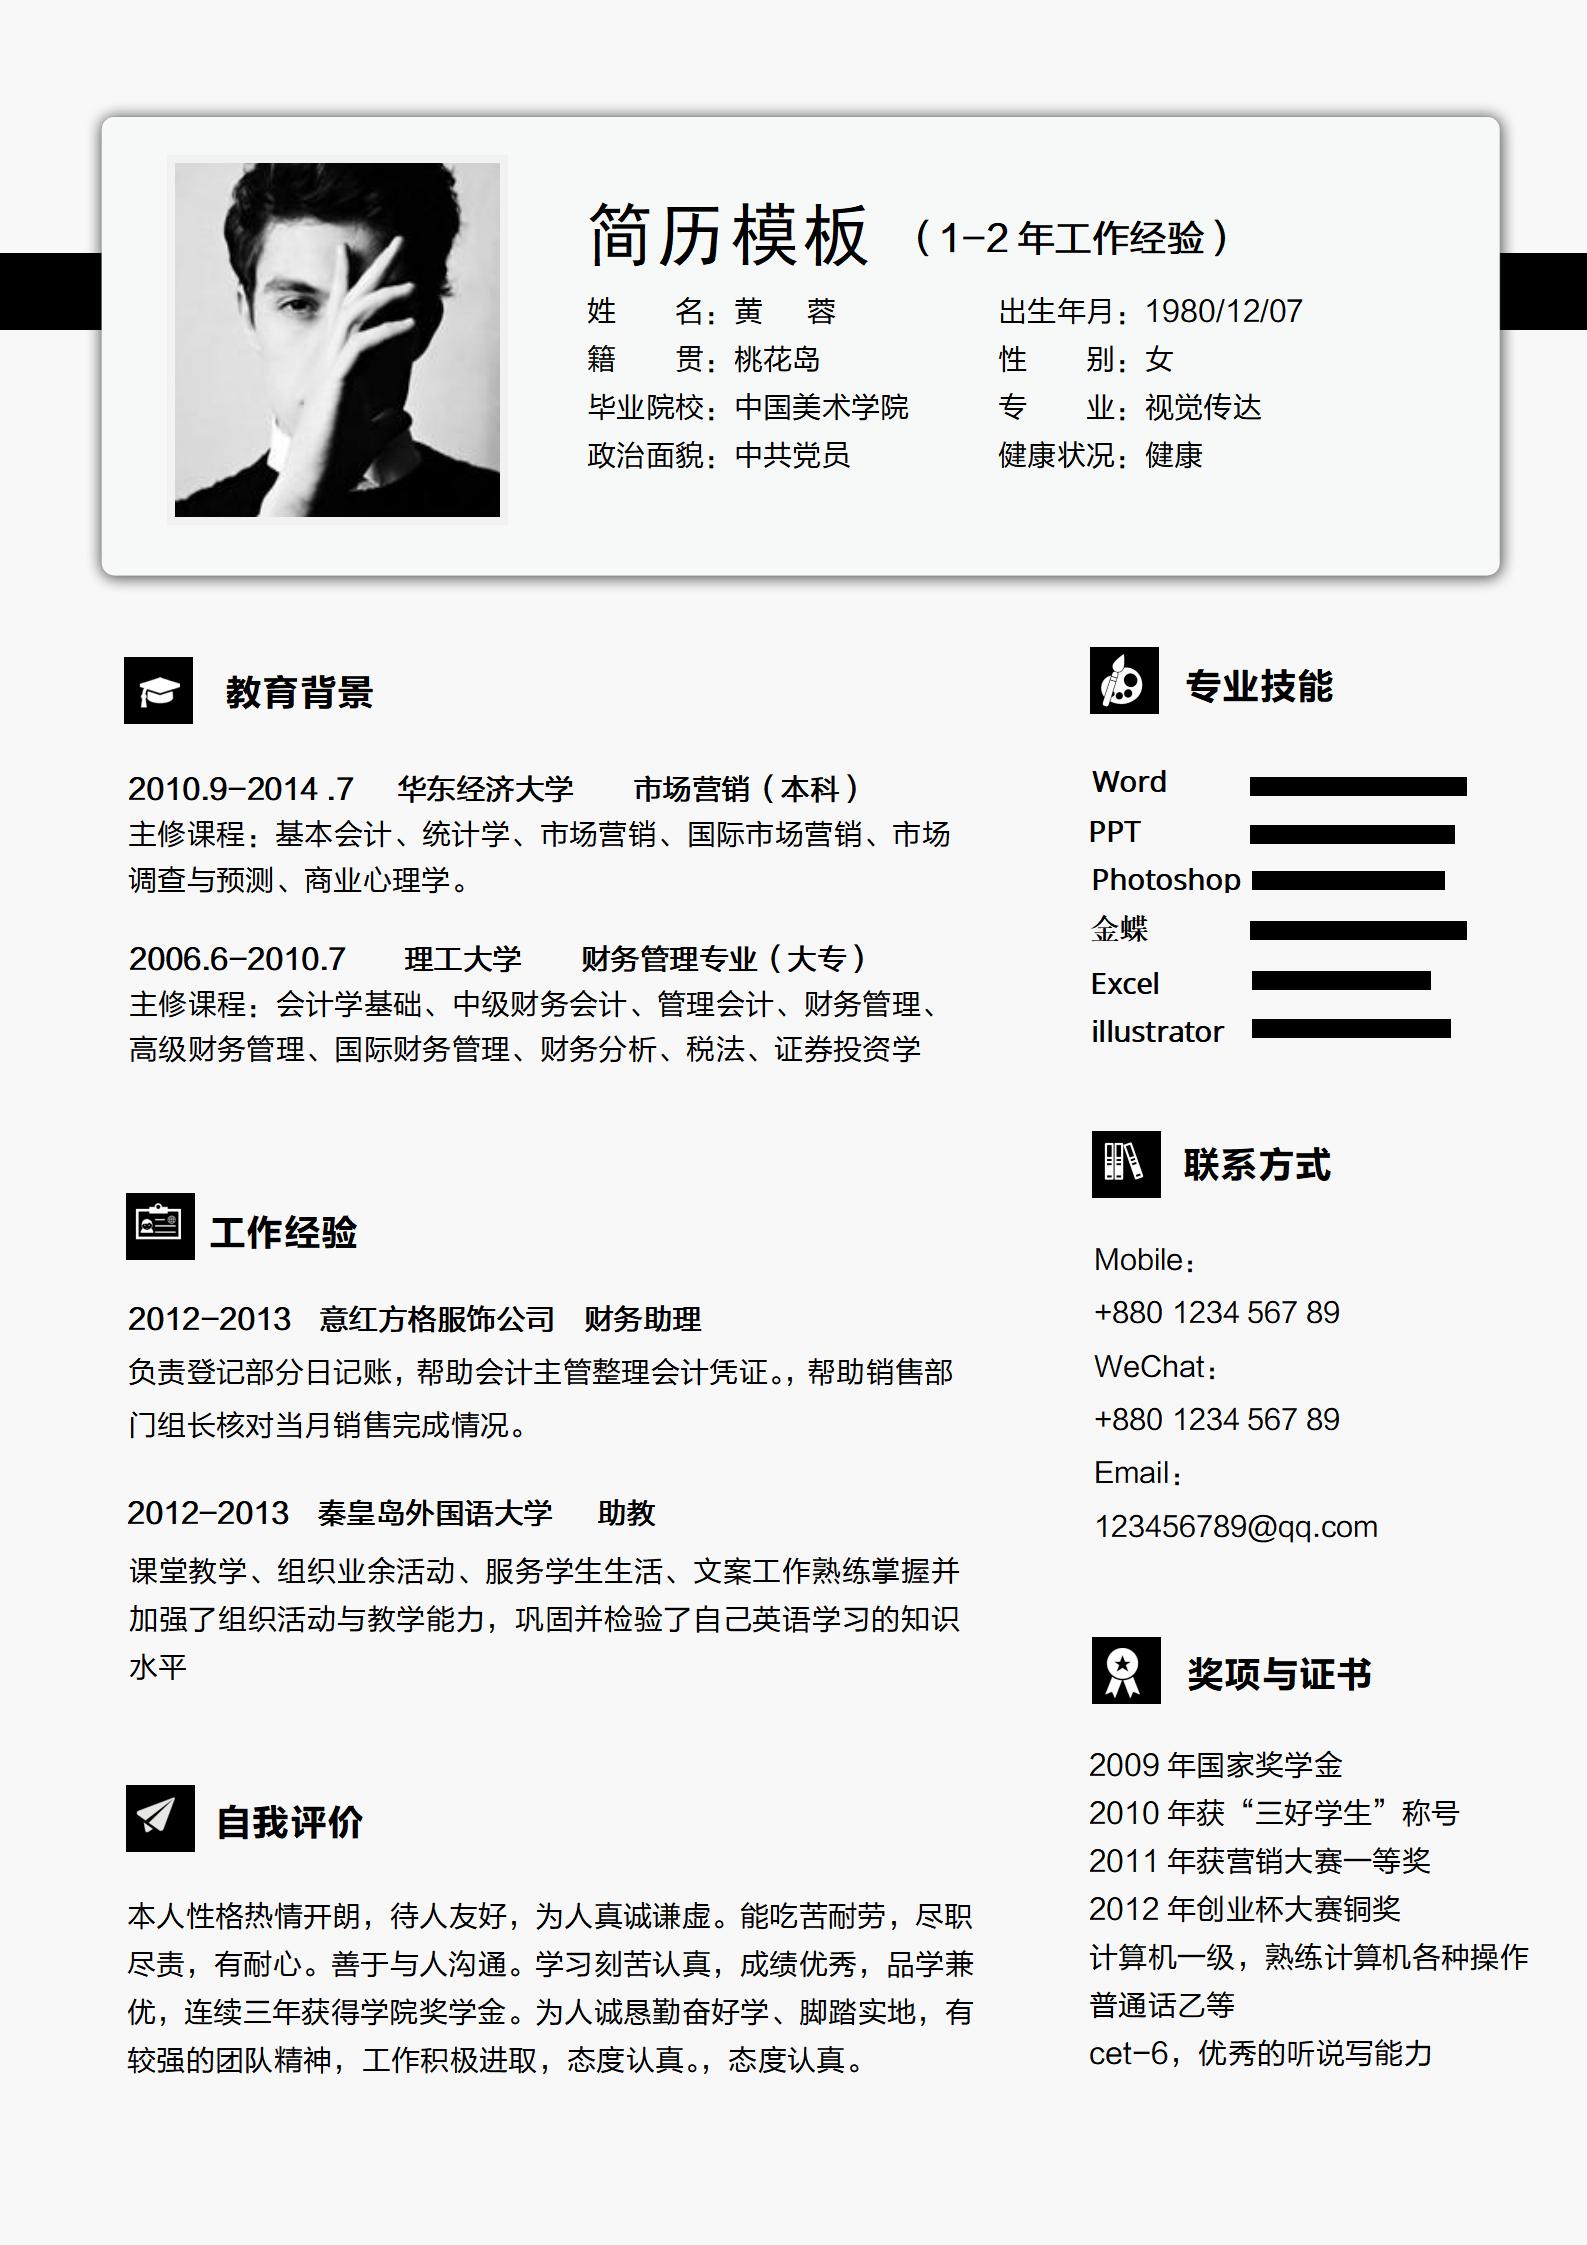 简历模板（1-2 年工作经验）
姓 名：黄 蓉 出生年月：1980/12/07
籍 贯：桃花岛 性 别：女
毕业院校：中国美术学院 专 业：视觉传达
政治面貌：中共党员 健康状况：健康
教育背景
2010.9-2014 .7 华东经济大学 市场营销（本科）
主修课程：基本会计、统计学、市场营销、国际市场营销、市场
调查与预测、商业心理学。
2006.6-2010.7 理工大学 财务管理专业（大专）
主修课程：会计学基础、中级财务会计、管理会计、财务管理、
高级财务管理、国际财务管理、财务分析、税法、证券投资学
工作经验
2012-2013 意红方格服饰公司 财务助理
负责登记部分日记账，帮助会计主管整理会计凭证。，帮助销售部
门组长核对当月销售完成情况。
2012-2013 秦皇岛外国语大学 助教
课堂教学、组织业余活动、服务学生生活、文案工作熟练掌握并
加强了组织活动与教学能力，巩固并检验了自己英语学习的知识
水平
自我评价
本人性格热情开朗，待人友好，为人真诚谦虚。能吃苦耐劳，尽职
尽责，有耐心。善于与人沟通。学习刻苦认真，成绩优秀，品学兼
优，连续三年获得学院奖学金。为人诚恳勤奋好学、脚踏实地，有
较强的团队精神，工作积极进取，态度认真。，态度认真。
专业技能
Word
PPT
Photoshop
金蝶
Excel
illustrator
联系方式
Mobile：
+880 1234 567 89
WeChat：
+880 1234 567 89
Email：
123456789@qq.com
奖项与证书
2009 年国家奖学金
2010 年获“三好学生”称号
2011 年获营销大赛一等奖
2012 年创业杯大赛铜奖
计算机一级，熟练计算机各种操作
普通话乙等
cet-6，优秀的听说写能力